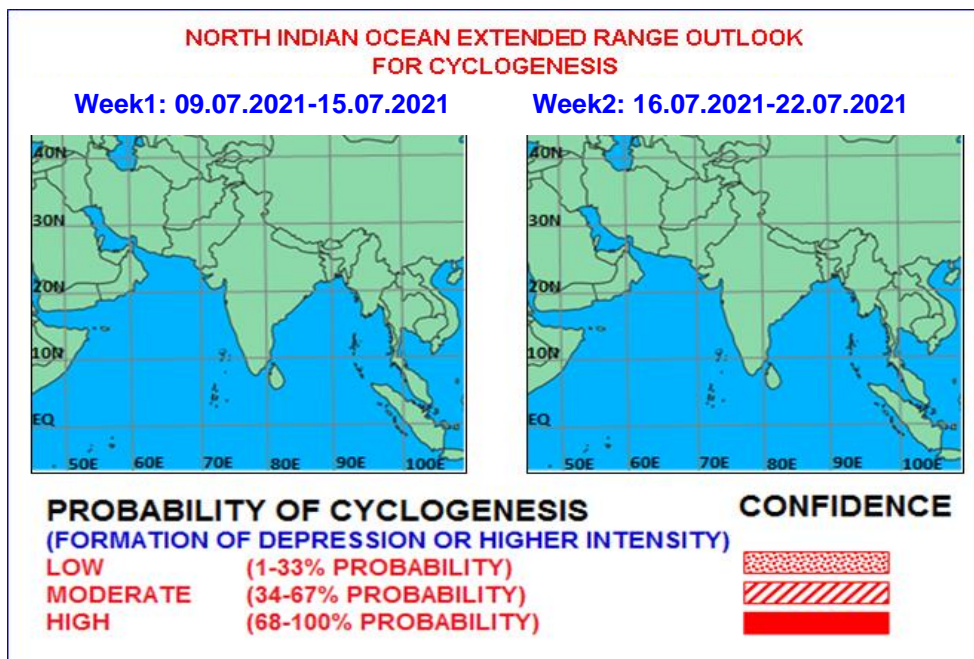 NORTH INDIAN OCEAN EXTENDED RANGE OUTLOOK
FOR CYCLOGENESIS
Week1: 09.07.2021-15.07.2021
Week2: 16.07.2021-22.07.2021
40N
30N
20N
10N
EQ
50E 60E 70E 80E 90E 100E
40N
30N
20N
10N
EQ
50E 60E 70E 80E 90E 100E
PROBABILITY OF CYCLOGENESIS
(FORMATION OF DEPRESSION OR HIGHER INTENSITY)
CONFIDENCE
LOW (1-33% PROBABILITY)
MODERATE (34-67% PROBABILITY)
HIGH (68-100% PROBABILITY)